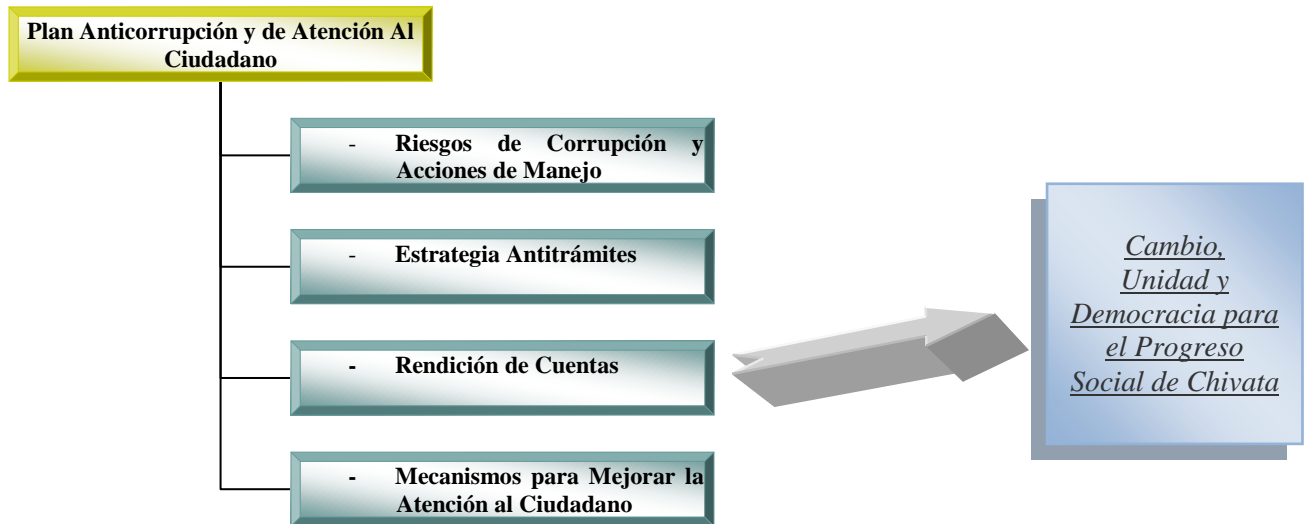 Plan Anticorrupción y de Atención Al
Ciudadano
- Riesgos de Corrupción y
Acciones de Manejo
- Estrategia Antitrámites
- Rendición de Cuentas
- Mecanismos para Mejorar la
Atención al Ciudadano
Cambio,
Unidad y
Democracia para
el Progreso
Social de Chivata